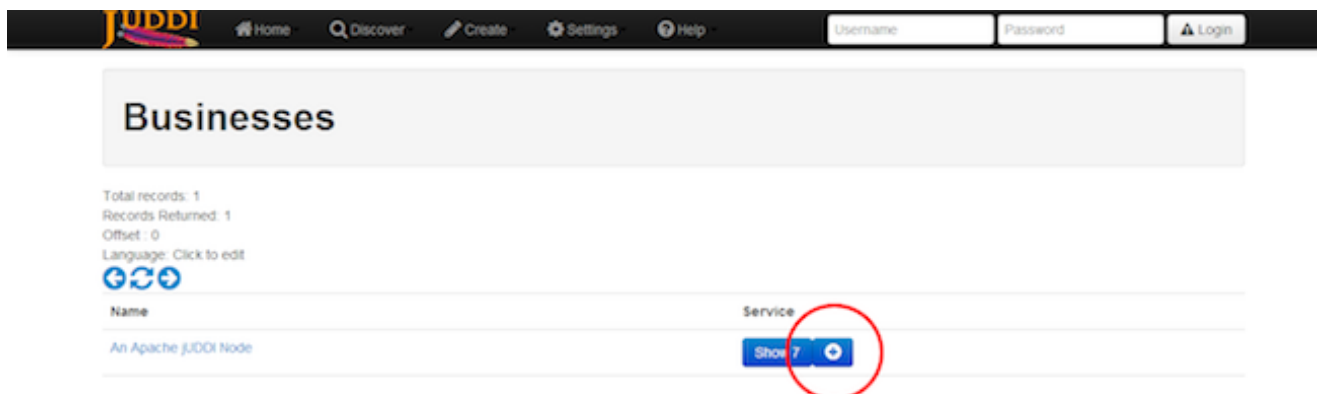 jUDDI Home Discover Create Settings Help Username Password Login
Businesses
Total records: 1
Records Returned: 1
Offset : 0
Language: Click to edit
Name Service
An Apache jUDDI Node Show 7